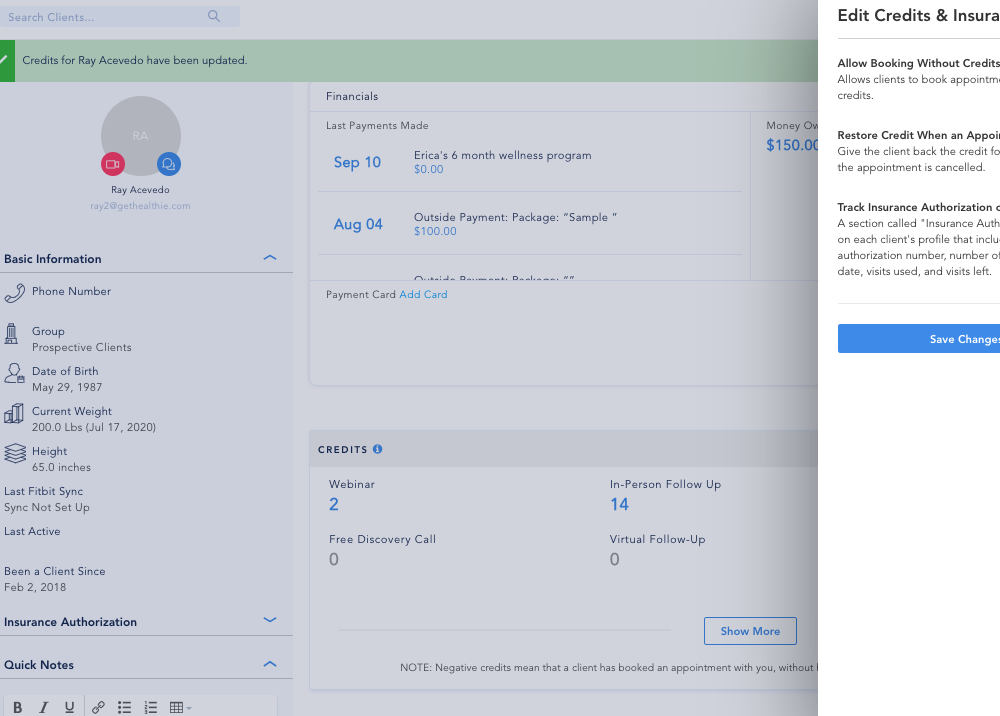 Search Clients...
Credits for Ray Acevedo have been updated.
RA
Ray Acevedo
ray2@gethealthie.com
Basic Information
Phone Number
Group
Prospective Clients
Date of Birth
May 29, 1987
Current Weight
200.0 Lbs (Jul 17, 2020)
Height
65.0 inches
Last Fitbit Sync
Sync Not Set Up
Last Active
Been a Client Since
Feb 2, 2018
Insurance Authorization
Quick Notes
B I U
Financials
Last Payments Made
Sep 10
Erica's 6 month wellness program
$0.00
Aug 04
Outside Payment: Package: "Sample "
$100.00
Outside Payment: Package: ""
Payment Card Add Card
Money Ow
$150.00
CREDITS
Webinar
2
In-Person Follow Up
14
Free Discovery Call
0
Virtual Follow-Up
0
Show More
NOTE: Negative credits mean that a client has booked an appointment with you, without
Edit Credits & Insura
Allow Booking Without Credits
Allows clients to book appointme
credits.
Restore Credit When an Appoin
Give the client back the credit fo
the appointment is cancelled.
Track Insurance Authorization o
A section called "Insurance Auth
on each client's profile that inclu
authorization number, number of
date, visits used, and visits left.
Save Changes